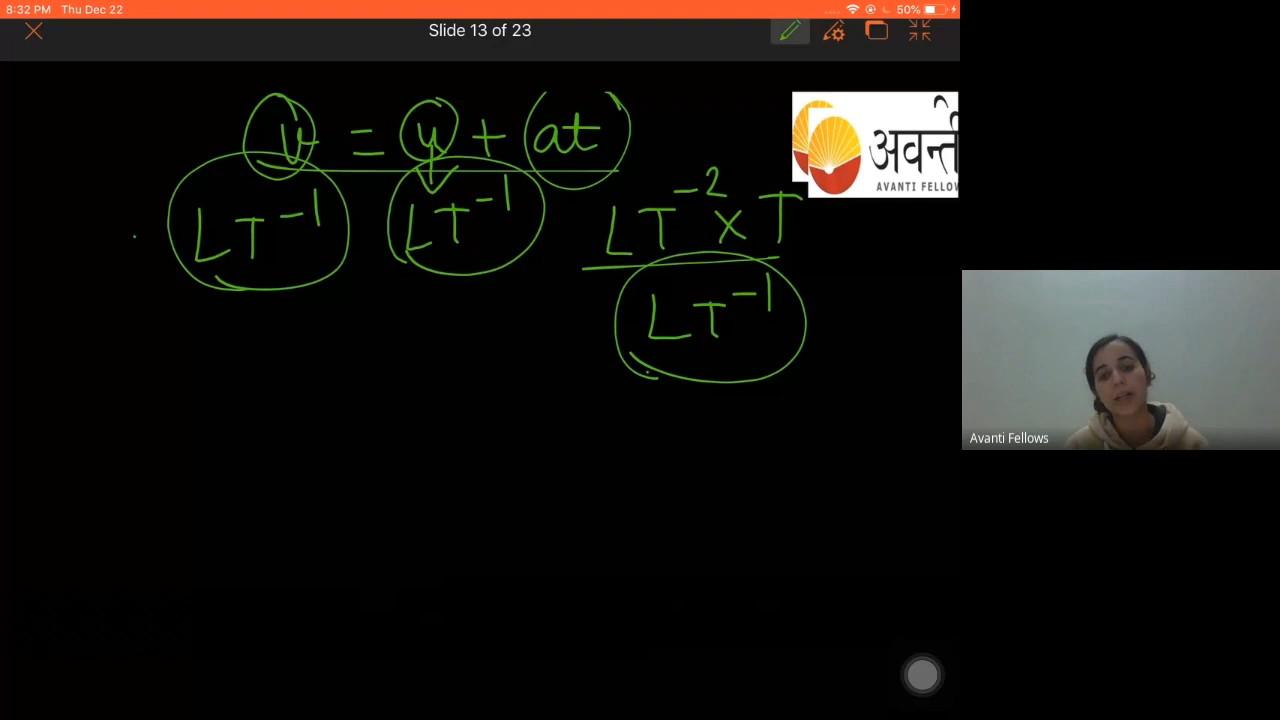 8:32 PM Thu Dec 22
50%
Slide 13 of 23
v = u + at
अवन्ती
AVANTI FELLOW
LT⁻¹ LT⁻¹ LT⁻² x T
LT⁻¹
Avanti Fellows